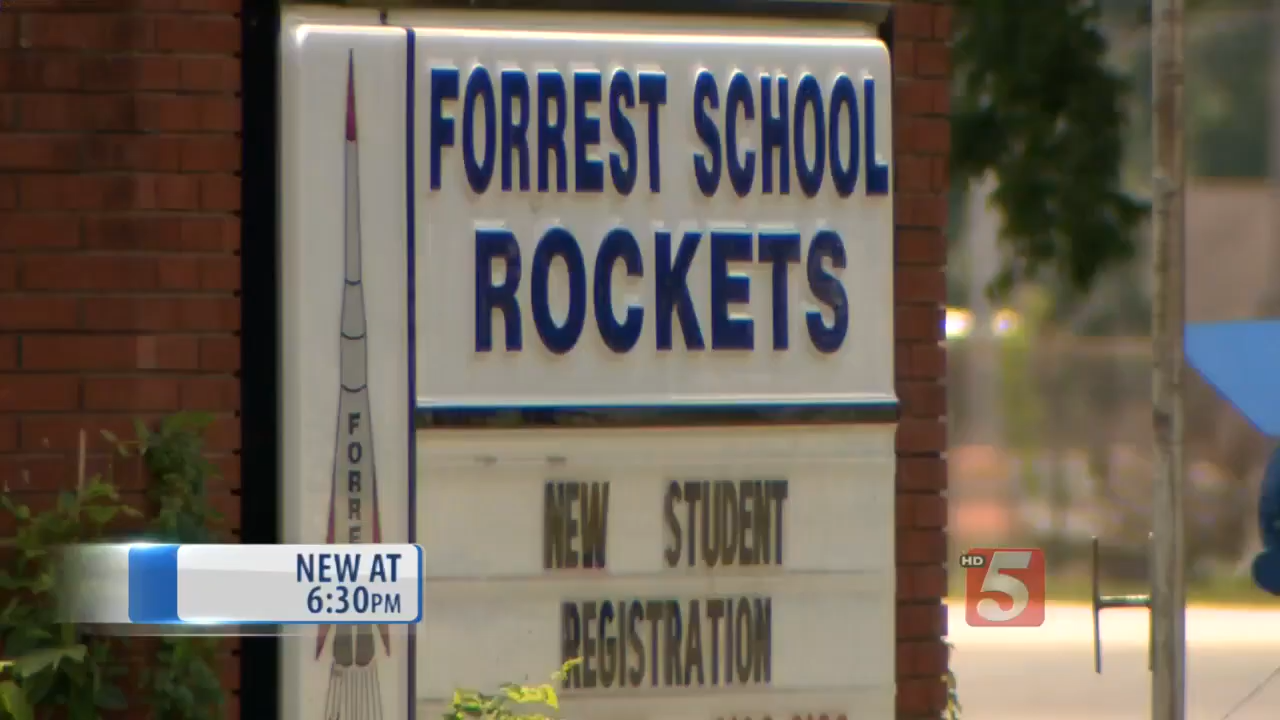 FORREST SCHOOL
ROCKETS
FORRE
NEW STUDENT
REGISTRATION
NEW AT
6:30PM
HD
5